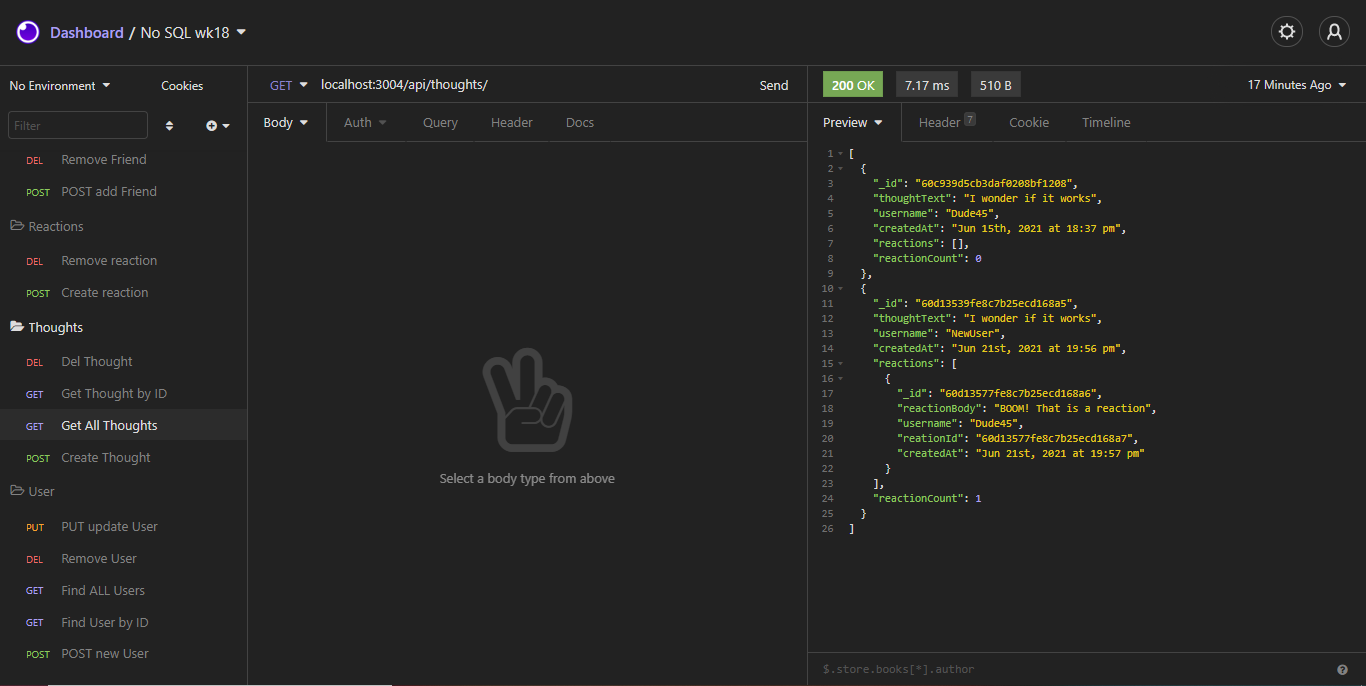 Dashboard / No SQL wk18
No Environment
Cookies
Filter
DEL Remove Friend
POST POST add Friend
Reactions
DEL Remove reaction
POST Create reaction
Thoughts
DEL Del Thought
GET Get Thought by ID
GET Get All Thoughts
POST Create Thought
User
PUT PUT update User
DEL Remove User
GET Find ALL Users
GET Find User by ID
POST POST new User
GET localhost:3004/api/thoughts/ Send
Body Auth Query Header Docs
Select a body type from above
200 OK 7.17 ms 510 B 17 Minutes Ago
Preview Header 7 Cookie Timeline
1 [
2 {
3 "_id": "60c939d5cb3daf0208bf1208",
4 "thoughtText": "I wonder if it works",
5 "username": "Dude45",
6 "createdAt": "Jun 15th, 2021 at 18:37 pm",
7 "reactions": [],
8 "reactionCount": 0
9 },
10 {
11 "_id": "60d13539fe8c7b25ecd168a5",
12 "thoughtText": "I wonder if it works",
13 "username": "NewUser",
14 "createdAt": "Jun 21st, 2021 at 19:56 pm",
15 "reactions": [
16 {
17 "_id": "60d13577fe8c7b25ecd168a6",
18 "reactionBody": "BOOM! That is a reaction",
19 "username": "Dude45",
20 "reationId": "60d13577fe8c7b25ecd168a7",
21 "createdAt": "Jun 21st, 2021 at 19:57 pm"
22 }
23 ],
24 "reactionCount": 1
25 }
26 ]
$.store.books[*].author